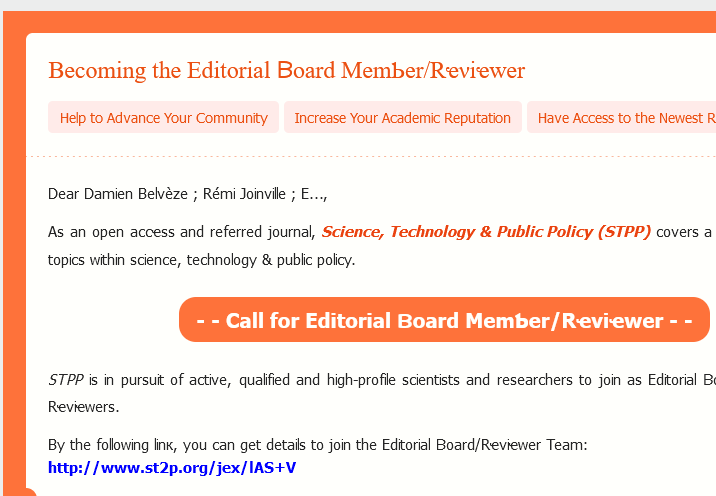 Becoming the Editorial Board Member/Reviewer
Help to Advance Your Community Increase Your Academic Reputation Have Access to the Newest R
Dear Damien Belvèze ; Rémi Joinville ; E...,
As an open access and referred journal, Science, Technology & Public Policy (STPP) covers a
topics within science, technology & public policy.
- - Call for Editorial Board Member/Reviewer - -
STPP is in pursuit of active, qualified and high-profile scientists and researchers to join as Editorial Bo
Reviewers.
By the following link, you can get details to join the Editorial Board/Reviewer Team:
http://www.st2p.org/jex/lAS+V